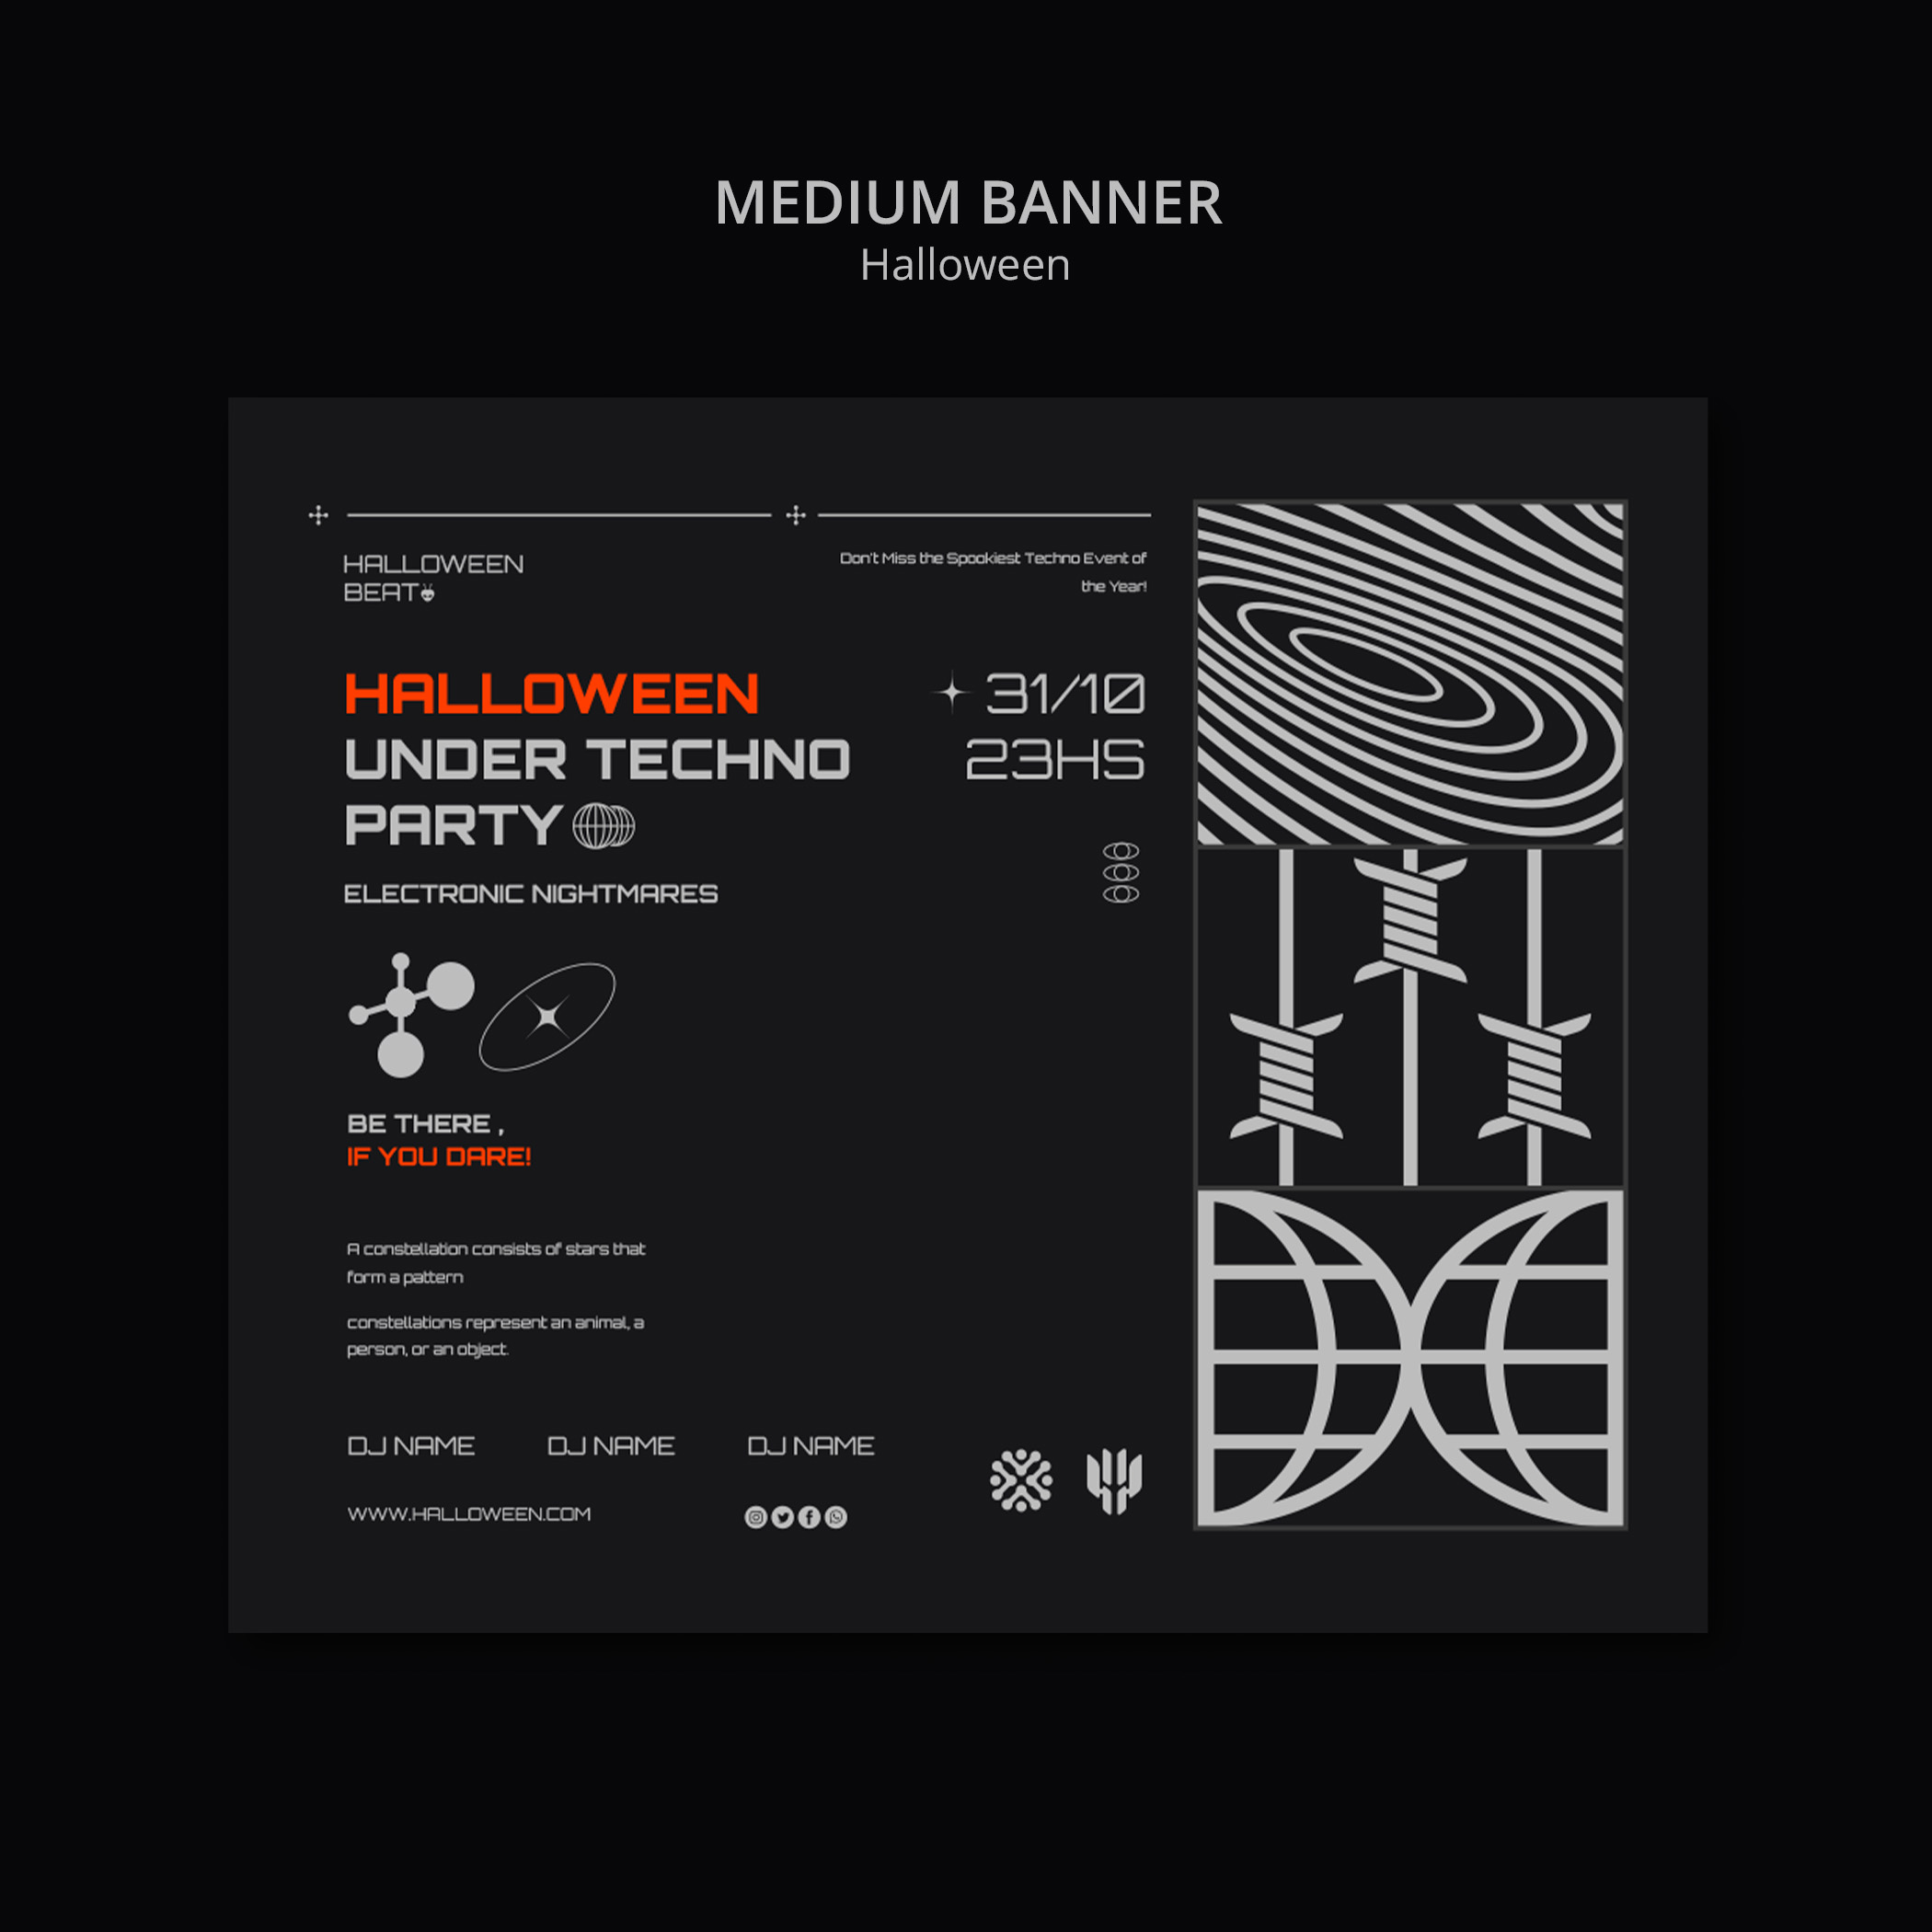 MEDIUM BANNER
Halloween
HALLOWEEN
BEAT
Don't Miss the Spookiest Techno Event of
the Year!
HALLOWEEN
UNDER TECHNO
PARTY
31/10
23HS
ELECTRONIC NIGHTMARES
BE THERE ,
IF YOU DARE!
A constellation consists of stars that
form a pattern
constellations represent an animal, a
person, or an object.
DJ NAME
DJ NAME
DJ NAME
WWW.HALLOWEEN.COM